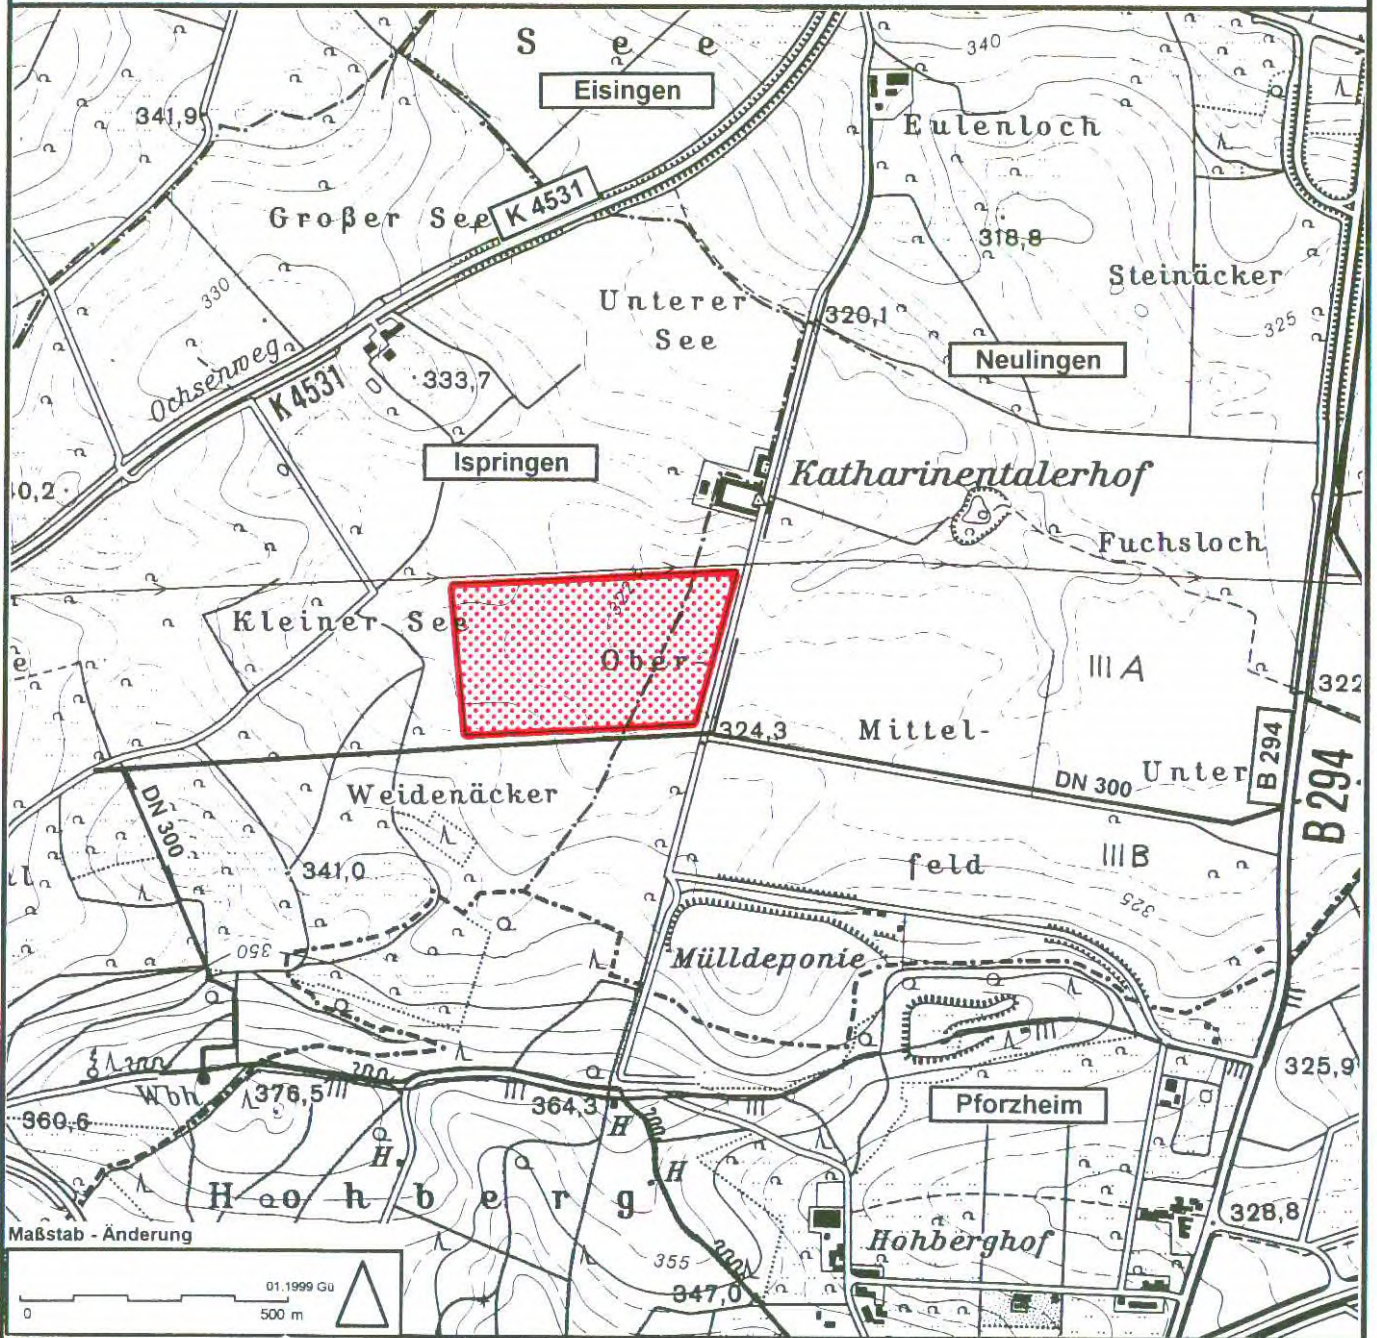 S e e
340
Eisingen
341,9
Eulenloch
K 4531
Großer See
318,8
Steinäcker
330
Unterer
See
320,1
325
Neulingen
Ochsenweg
K 4531
333,7
Ispringen
Katharinentalerhof
10,2
Fuchsloch
Kleiner See
322
Ober-
III A
322
324,3
Mittel-
B 294
Unter
DN 300
B 294
Weidenäcker
DN 300
341,0
feld
III B
325
350
Mülldeponie
325,9
Wbh.
376,5
364,3
Pforzheim
360,6
H
H
H
Hohberg
328,8
Maßstab - Änderung
Hohberghof
355
347,0
01.1999 Gü
0
500 m